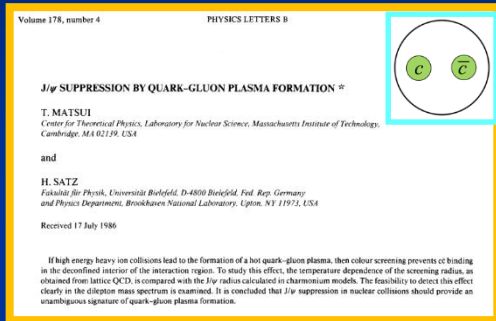 Volume 178, number 4 PHYSICS LETTERS B
c c̅
J/ψ SUPPRESSION BY QUARK-GLUON PLASMA FORMATION ☆
T. MATSUI
Center for Theoretical Physics, Laboratory for Nuclear Science, Massachusetts Institute of Technology,
Cambridge, MA 02139, USA
and
H. SATZ
Fakultät für Physik, Universität Bielefeld, D-4800 Bielefeld, Fed. Rep. Germany
and Physics Department, Brookhaven National Laboratory, Upton, NY 11973, USA
Received 17 July 1986
If high energy heavy ion collisions lead to the formation of a hot quark-gluon plasma, then colour screening prevents cc̅ binding
in the deconfined interior of the interaction region. To study this effect, the temperature dependence of the screening radius, as
obtained from lattice QCD, is compared with the J/ψ radius calculated in charmonium models. The feasibility to detect this effect
clearly in the dilepton mass spectrum is examined. It is concluded that J/ψ suppression in nuclear collisions should provide an
unambiguous signature of quark-gluon plasma formation.